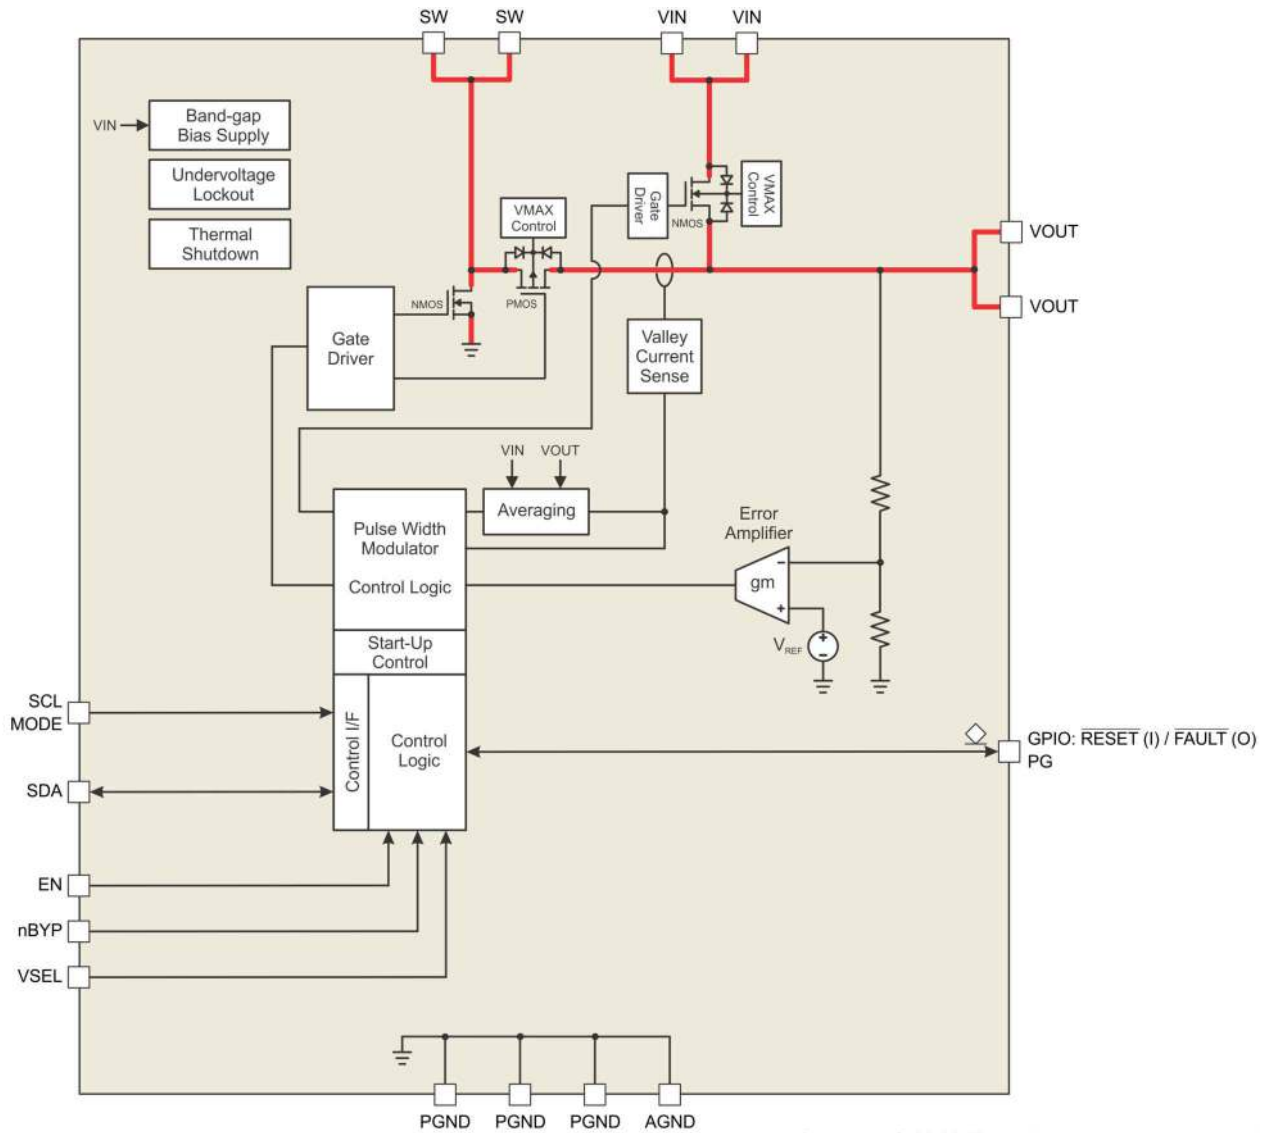 SW
SW
VIN
VIN
VIN
Band-gap
Bias Supply
Undervoltage
Lockout
Thermal
Shutdown
VMAX
Control
Gate
Driver
NMOS
VMAX
Control
VOUT
VOUT
NMOS
PMOS
Gate
Driver
Valley
Current
Sense
VIN
VOUT
Averaging
Pulse Width
Modulator
Control Logic
Error
Amplifier
gm
VREF
Start-Up
Control
Control I/F
Control
Logic
SCL
MODE
SDA
GPIO: RESET (I) / FAULT (O)
PG
EN
nBYP
VSEL
PGND
PGND
PGND
AGND